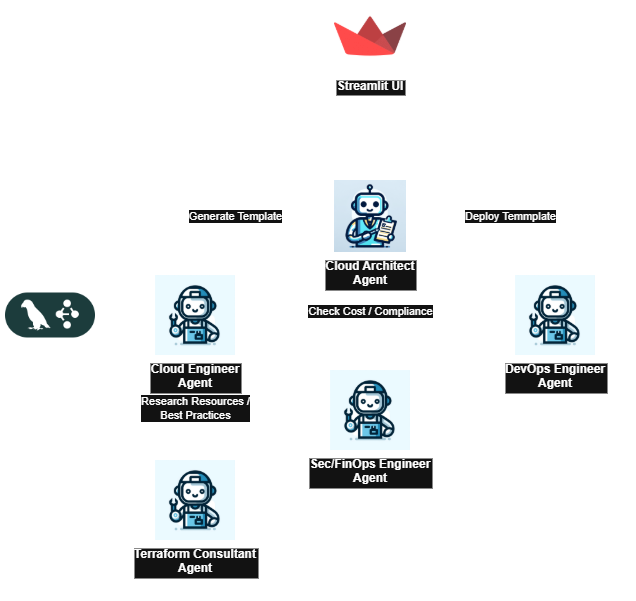 Streamlit UI
Generate Template
Deploy Temmplate
Cloud Architect
Agent
Check Cost / Compliance
Cloud Engineer
Agent
Research Resources /
Best Practices
DevOps Engineer
Agent
Sec/FinOps Engineer
Agent
Terraform Consultant
Agent